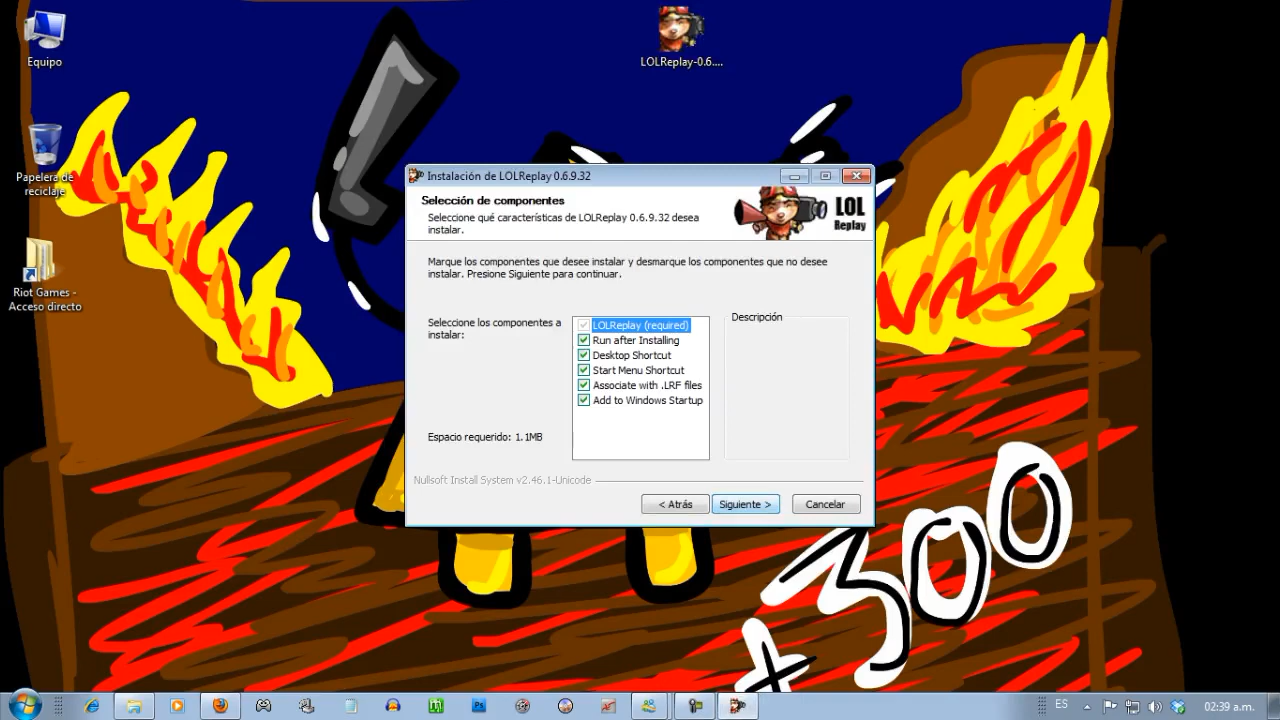 Equipo
LOLReplay-0.6....
Papelera de
reciclaje
Riot Games -
Acceso directo
Instalación de LOLReplay 0.6.9.32
Selección de componentes
Seleccione qué características de LOLReplay 0.6.9.32 desea
instalar.
LOL
Replay
Marque los componentes que desee instalar y desmarque los componentes que no desee
instalar. Presione Siguiente para continuar.
Seleccione los componentes a
instalar:
LOLReplay (required)
Run after Installing
Desktop Shortcut
Start Menu Shortcut
Associate with .LRF files
Add to Windows Startup
Descripción
Espacio requerido: 1.1MB
Nullsoft Install System v2.46.1-Unicode
< Atrás
Siguiente >
Cancelar
+300
Ps
ES
02:39 a.m.